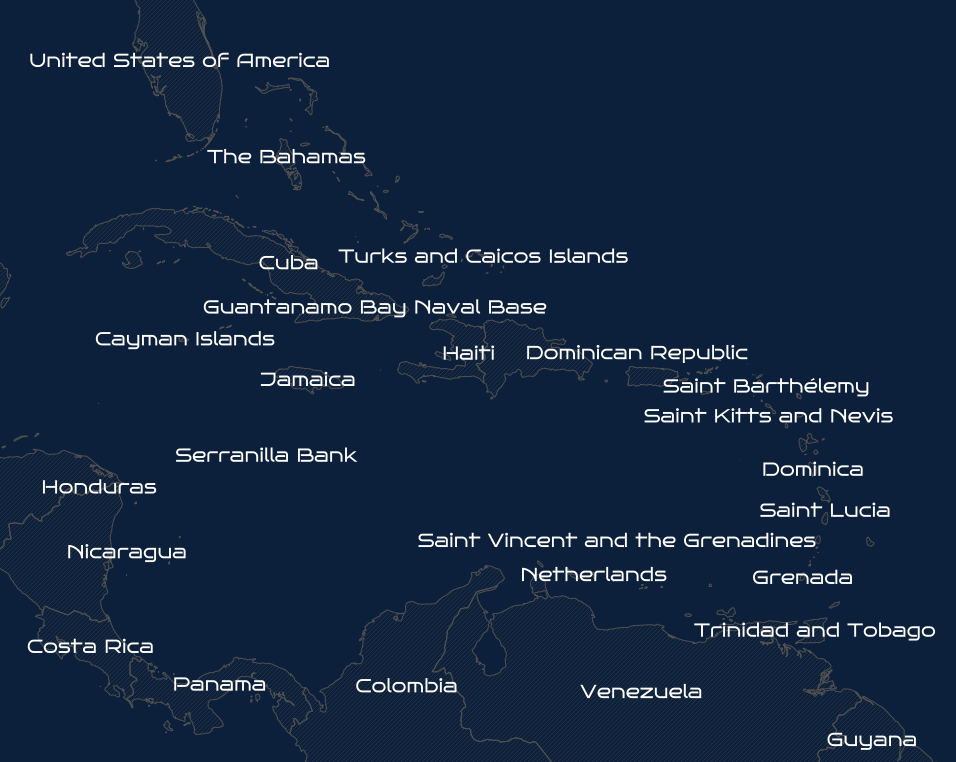 United States of America
The Bahamas
Turks and Caicos Islands
Cuba
Guantanamo Bay Naval Base
Cayman Islands
Haiti
Dominican Republic
Jamaica
Saint Barthélemy
Saint Kitts and Nevis
Serranilla Bank
Dominica
Honduras
Saint Lucia
Saint Vincent and the Grenadines
Nicaragua
Netherlands
Grenada
Trinidad and Tobago
Costa Rica
Panama
Colombia
Venezuela
Guyana